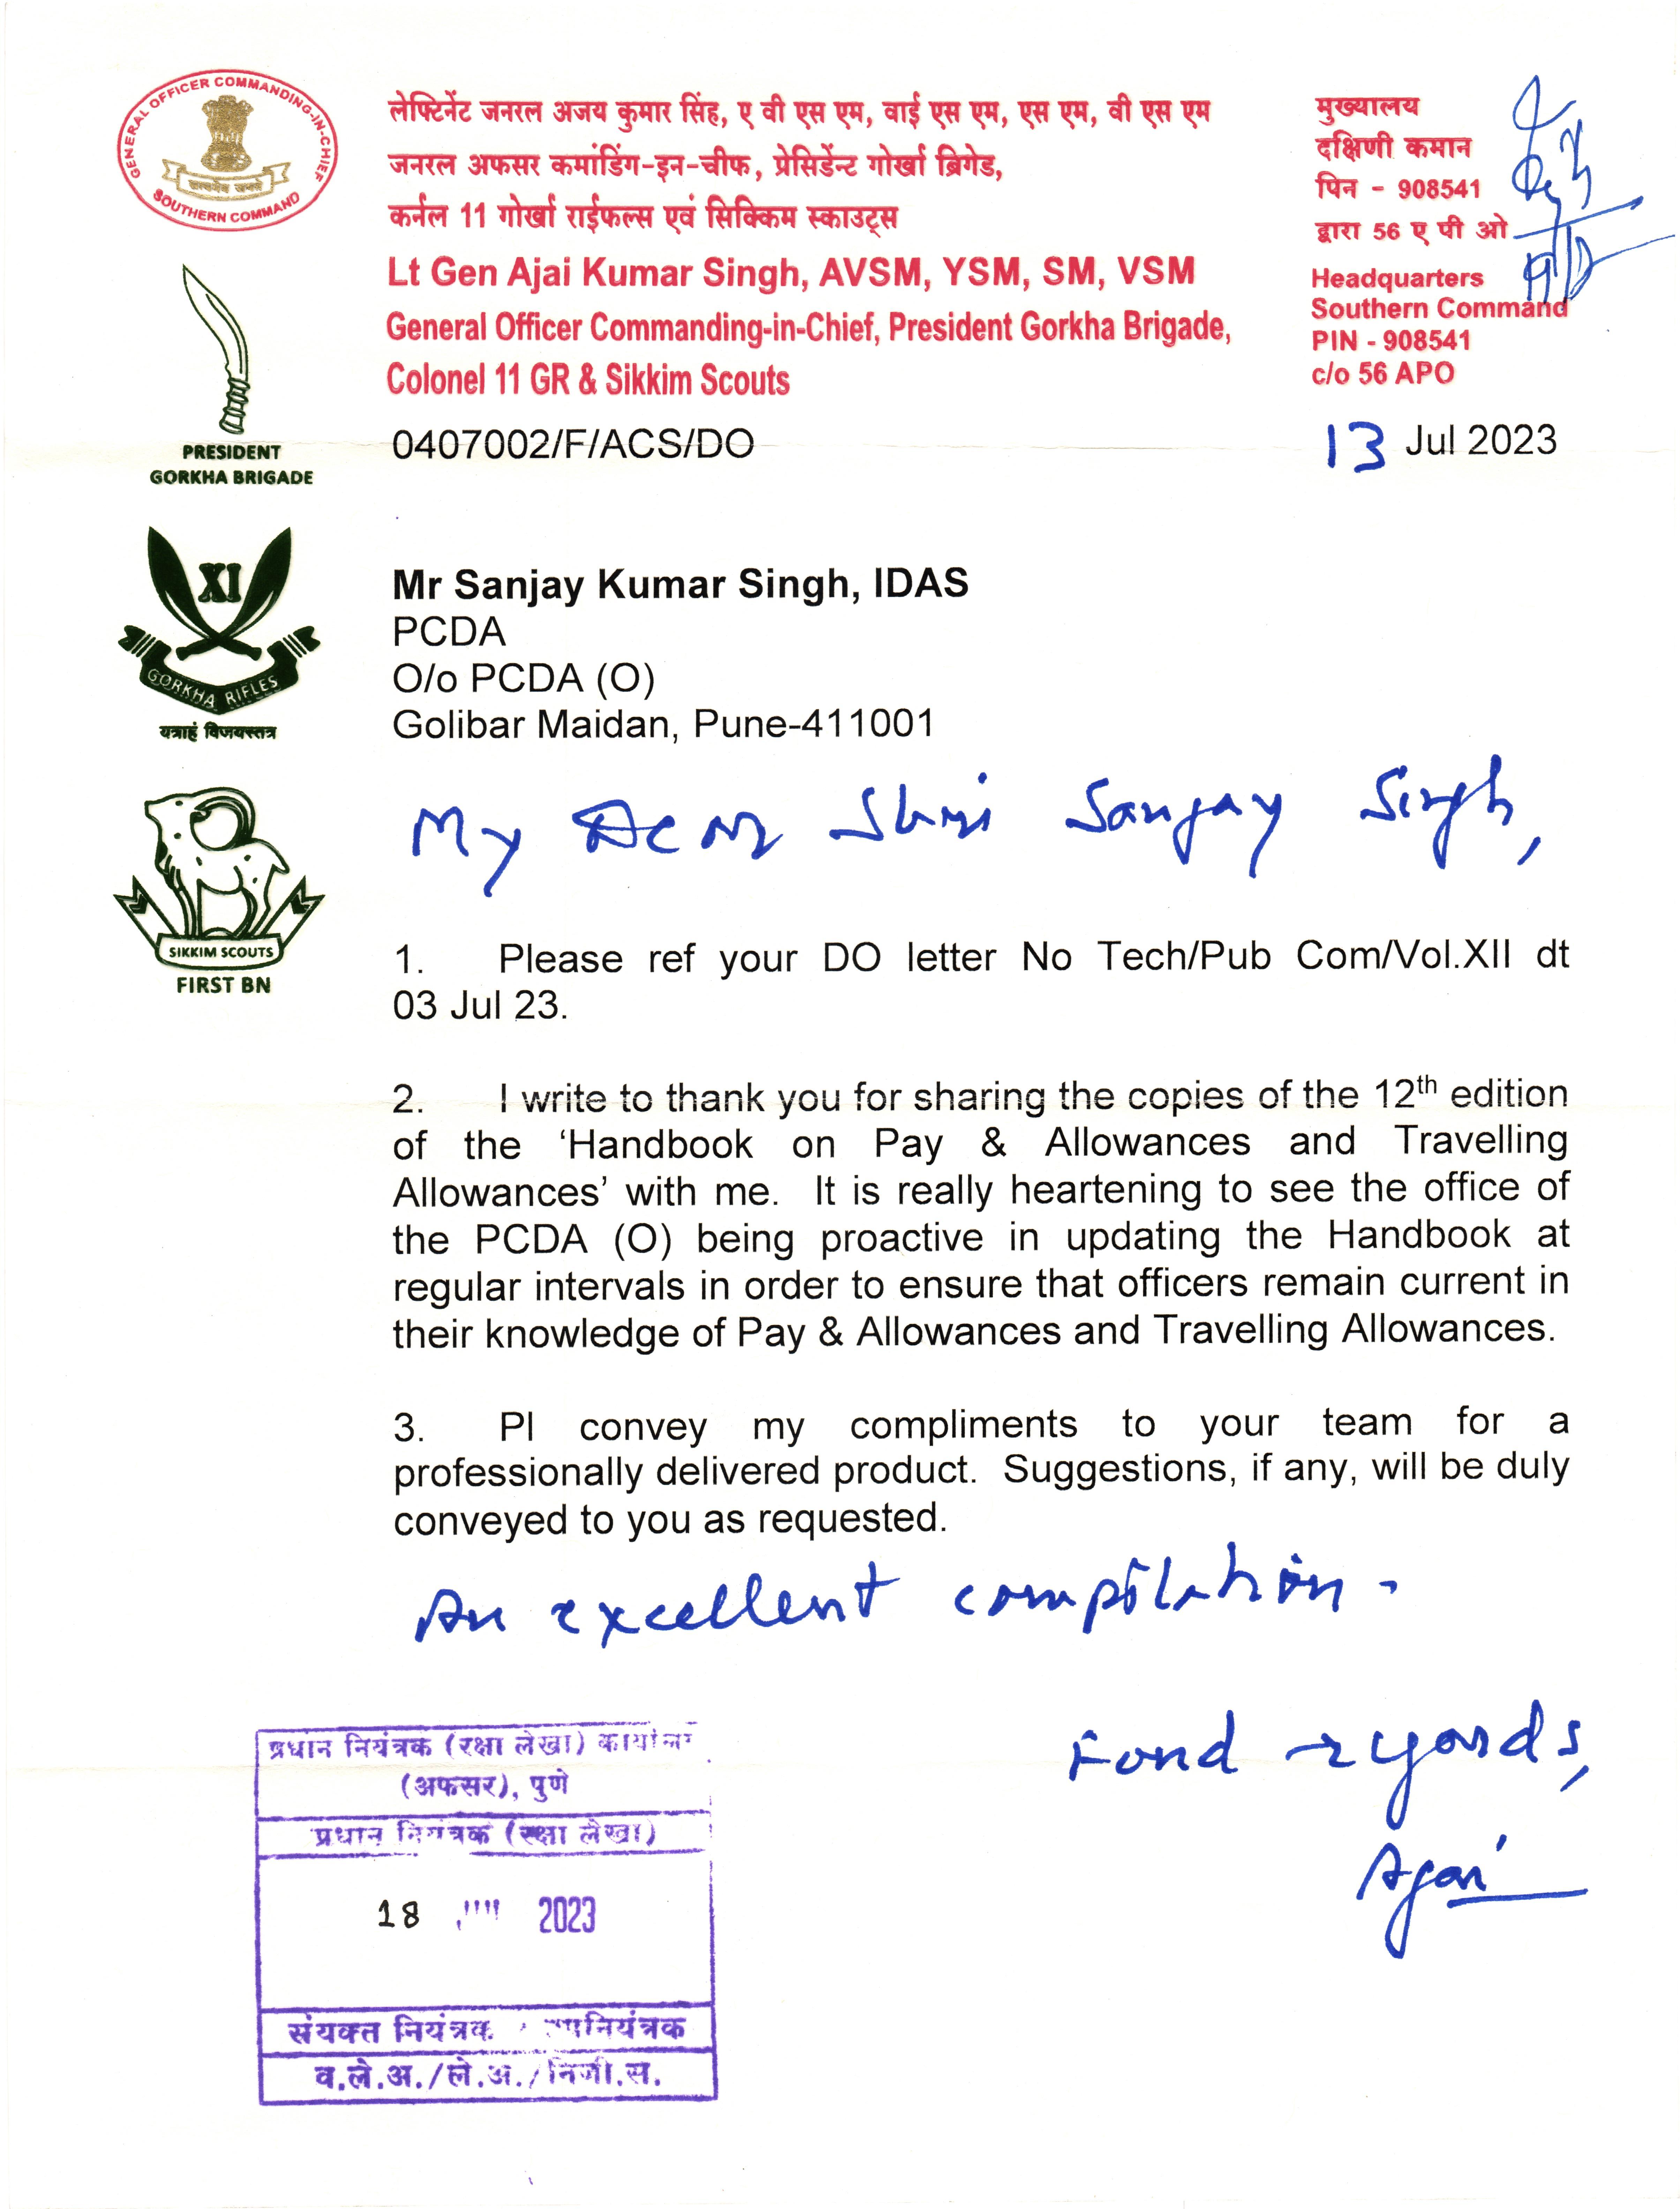 GENERAL OFFICER COMMANDING-IN-CHIEF
SOUTHERN COMMAND
सत्यमेव जयते
लेफ्टिनेंट जनरल अजय कुमार सिंह, ए वी एस एम, वाई एस एम, एस एम, वी एस एम
जनरल अफसर कमांडिंग-इन-चीफ, प्रेसिडेंन्ट गोर्खा ब्रिगेड,
कर्नल 11 गोर्खा राईफल्स एवं सिक्किम स्काउट्स
Lt Gen Ajai Kumar Singh, AVSM, YSM, SM, VSM
General Officer Commanding-in-Chief, President Gorkha Brigade,
Colonel 11 GR & Sikkim Scouts
मुख्यालय
दक्षिणी कमान
पिन - 908541
द्वारा 56 ए पी ओ
Headquarters
Southern Command
PIN - 908541
c/o 56 APO
PRESIDENT
GORKHA BRIGADE
XI
GORKHA RIFLES
यत्राहं विजयस्तत्र
SIKKIM SCOUTS
FIRST BN
0407002/F/ACS/DO
13 Jul 2023
Mr Sanjay Kumar Singh, IDAS
PCDA
O/o PCDA (O)
Golibar Maidan, Pune-411001
My Dear Shri Sanjay Singh,
1. Please ref your DO letter No Tech/Pub Com/Vol.XII dt
03 Jul 23.
2. I write to thank you for sharing the copies of the 12th edition
of the ‘Handbook on Pay & Allowances and Travelling
Allowances’ with me. It is really heartening to see the office of
the PCDA (O) being proactive in updating the Handbook at
regular intervals in order to ensure that officers remain current in
their knowledge of Pay & Allowances and Travelling Allowances.
3. Pl convey my compliments to your team for a
professionally delivered product. Suggestions, if any, will be duly
conveyed to you as requested.
An excellent compilation.
Fond regards,
Ajai
प्रधान नियंत्रक (रक्षा लेखा)
(अफसर), पुणे
प्रधान नियंत्रक (रक्षा लेखा)
18 2023
संयक्त नियंत्रक
व.ले.अ./ले.अ./निजी.स.